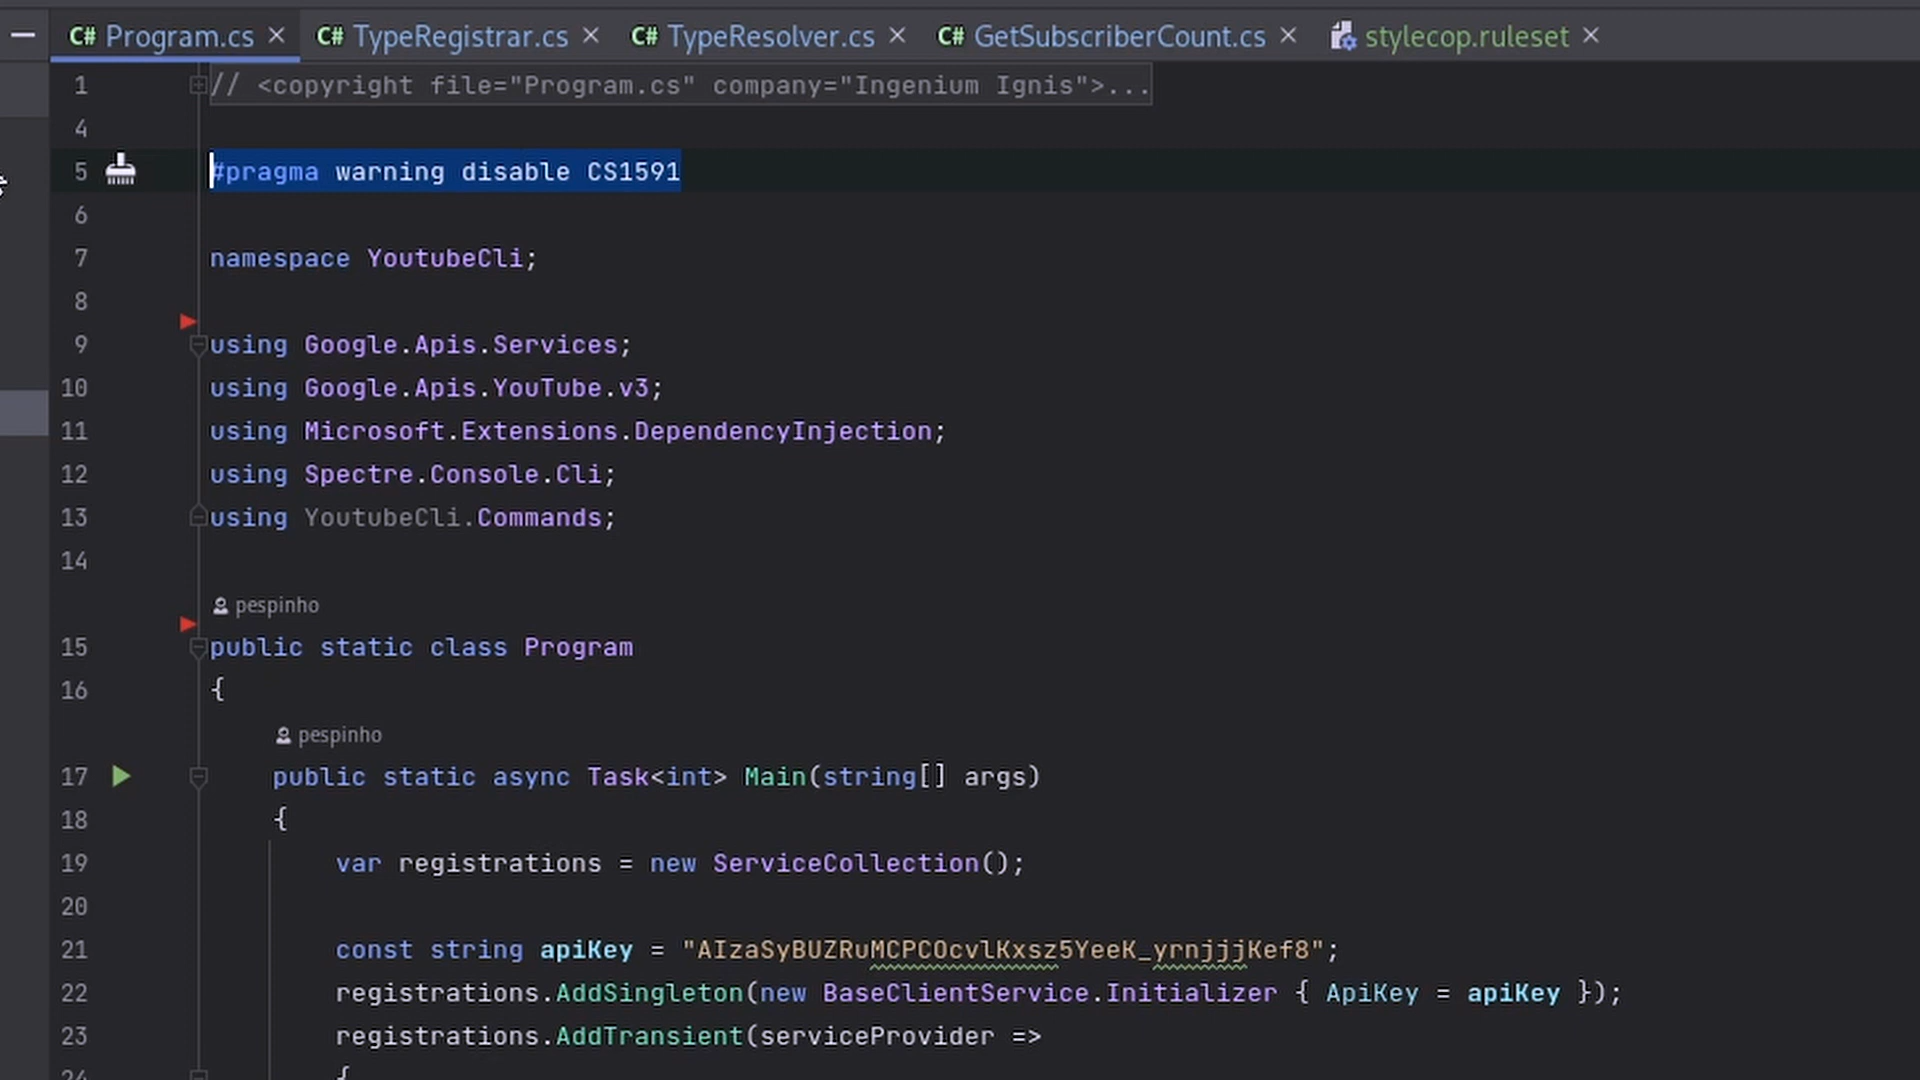 C# Program.cs × C# TypeRegistrar.cs × C# TypeResolver.cs × C# GetSubscriberCount.cs × stylecop.ruleset ×
1 // <copyright file="Program.cs" company="Ingenium Ignis">...
4
5 #pragma warning disable CS1591
6
7 namespace YoutubeCli;
8
9 using Google.Apis.Services;
10 using Google.Apis.YouTube.v3;
11 using Microsoft.Extensions.DependencyInjection;
12 using Spectre.Console.Cli;
13 using YoutubeCli.Commands;
14
pespinho
15 public static class Program
16 {
pespinho
17 public static async Task<int> Main(string[] args)
18 {
19 var registrations = new ServiceCollection();
20
21 const string apiKey = "AIzaSyBUZRuMCPCOcvlKxsz5YeeK_yrnjjjKef8";
22 registrations.AddSingleton(new BaseClientService.Initializer { ApiKey = apiKey });
23 registrations.AddTransient(serviceProvider =>
24 {